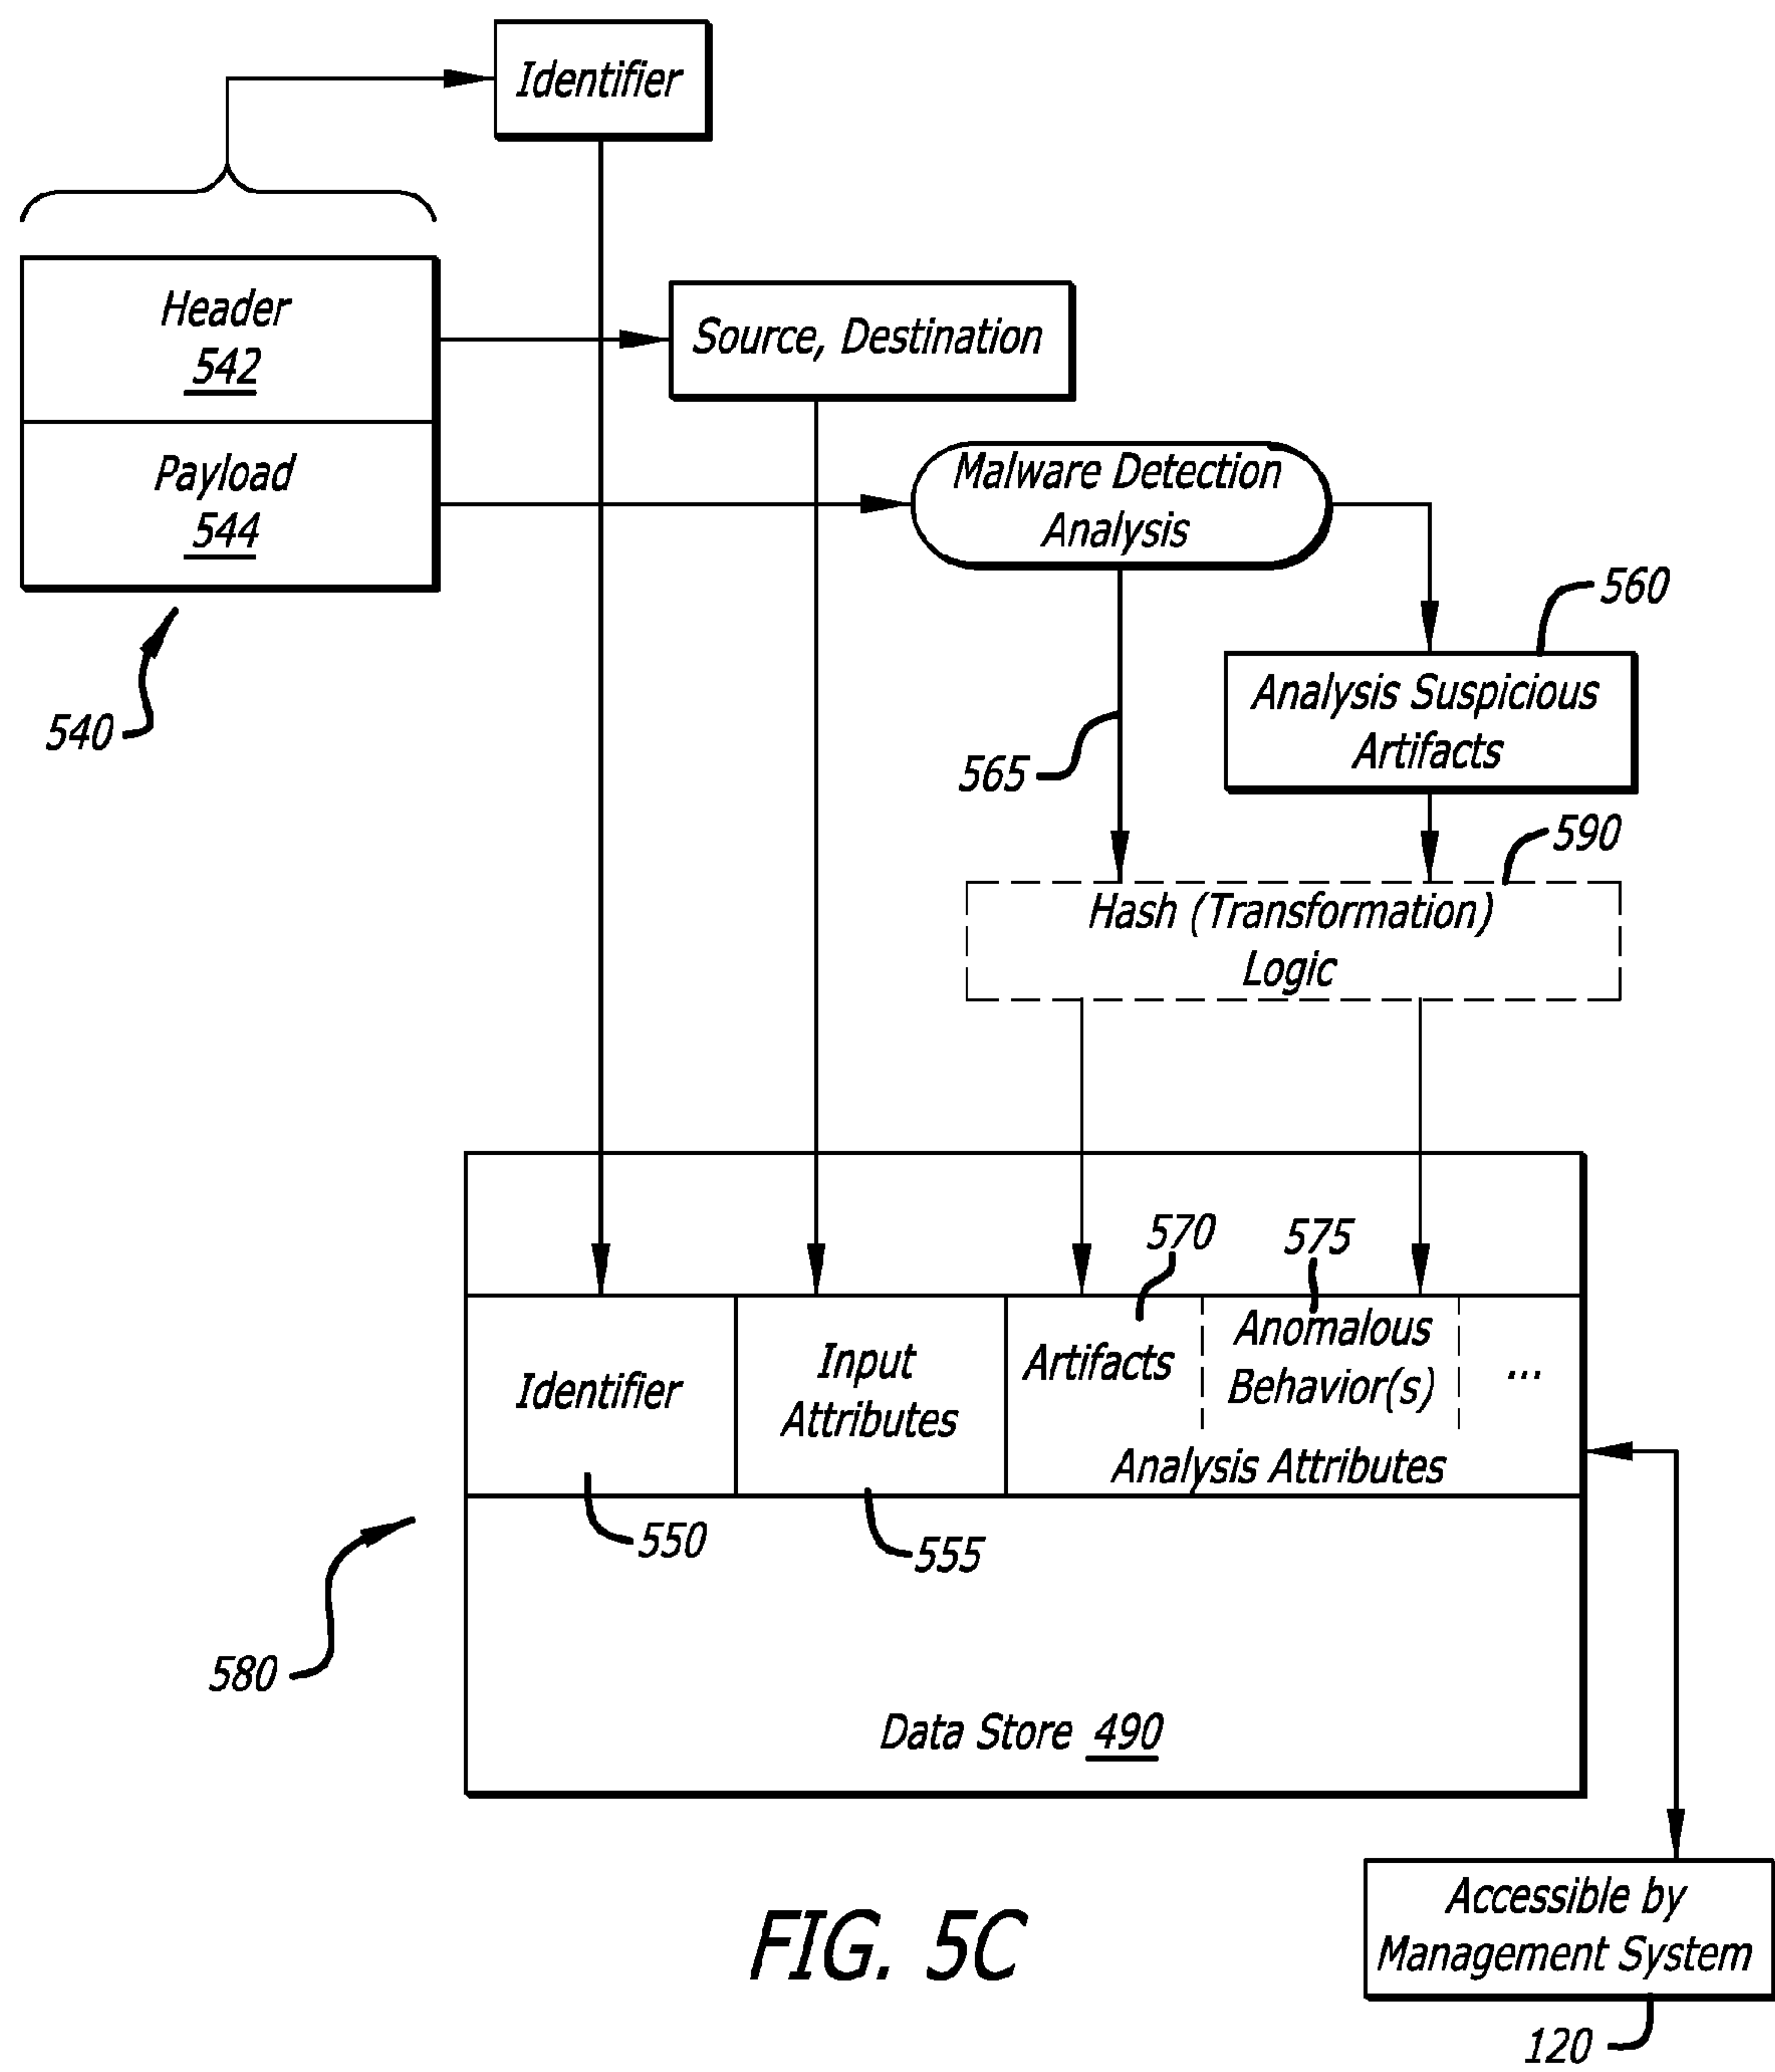 Identifier
Header
542
Source, Destination
Payload
544
Malware Detection
Analysis
560
540
Analysis Suspicious
Artifacts
565
590
Hash (Transformation)
Logic
570
575
Identifier
Input
Attributes
Artifacts
Anomalous
Behavior(s)
...
Analysis Attributes
550
555
580
Data Store 490
Accessible by
Management System
120
FIG. 5C